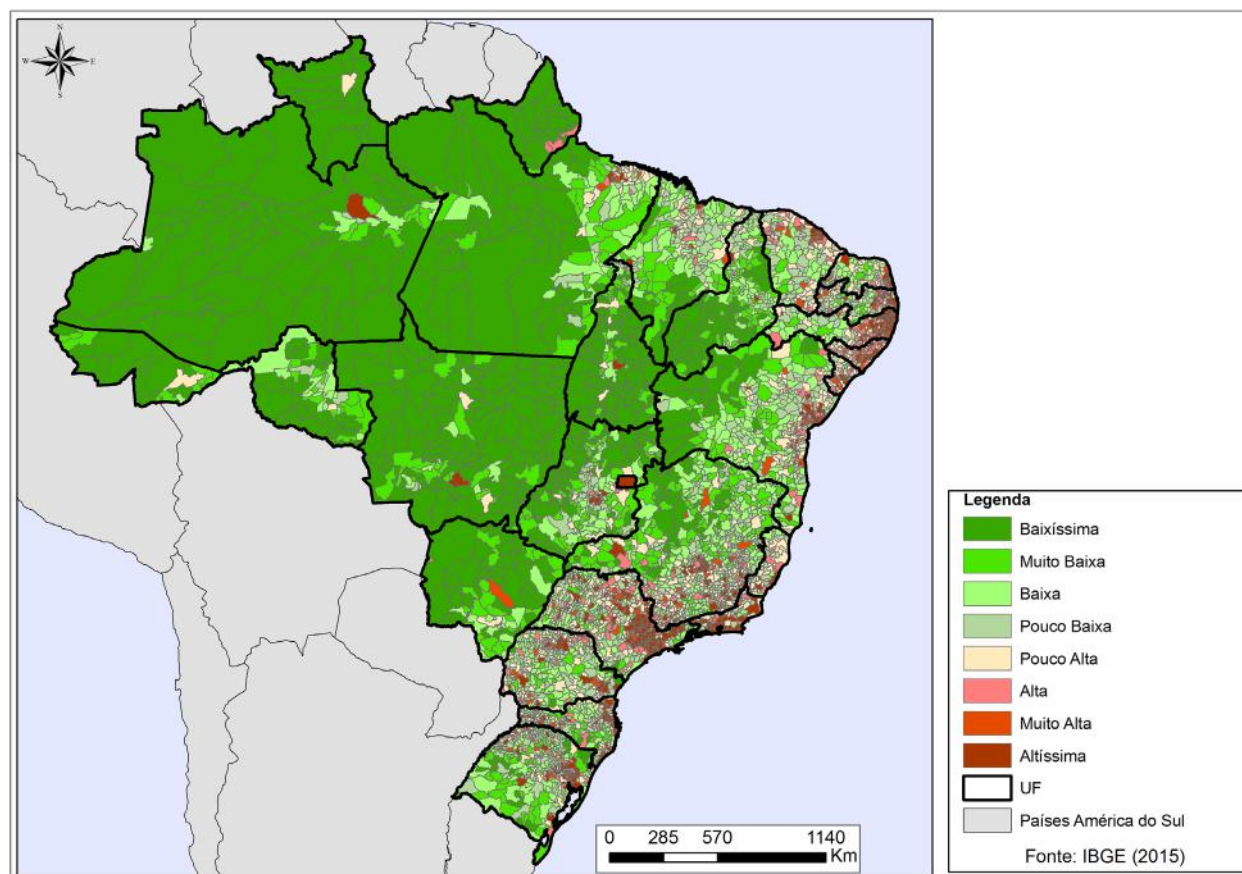 N
W E
S
Legenda
Baixíssima
Muito Baixa
Baixa
Pouco Baixa
Pouco Alta
Alta
Muito Alta
Altíssima
UF
Países América do Sul
Fonte: IBGE (2015)
0 285 570 1140
Km